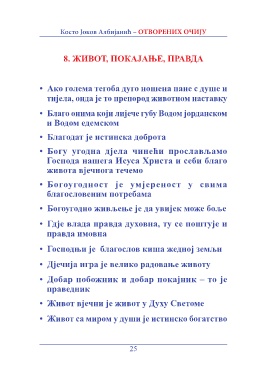 Косто Јовов Албијанић – ОТВОРЕНИХ ОЧИЈУ
8. ЖИВОТ, ПОКАЈАЊЕ, ПРАВДА
• Ако голема тегоба дуго ношена пане с душе и
тијела, онда је то препород животном наставку
• Благо онима који лијече губу Водом јорданском
и Водом едемском
• Благодат је истинска доброта
• Богу угодна дјела чинећи прослављамо
Господа нашега Исуса Христа и себи благо
живота вјечнога течемо
• Богоугодност је умјереност у свима
благословеним потребама
• Богоугодно живљење је да увијек може боље
• Гдје влада правда духовна, ту се поштује и
правда имовна
• Господњи је благослов киша жедној земљи
• Дјечија игра је велико радовање животу
• Добар побожник и добар покајник – то је
праведник
• Живот вјечни је живот у Духу Светоме
• Живот са миром у души је истинско богатство
25